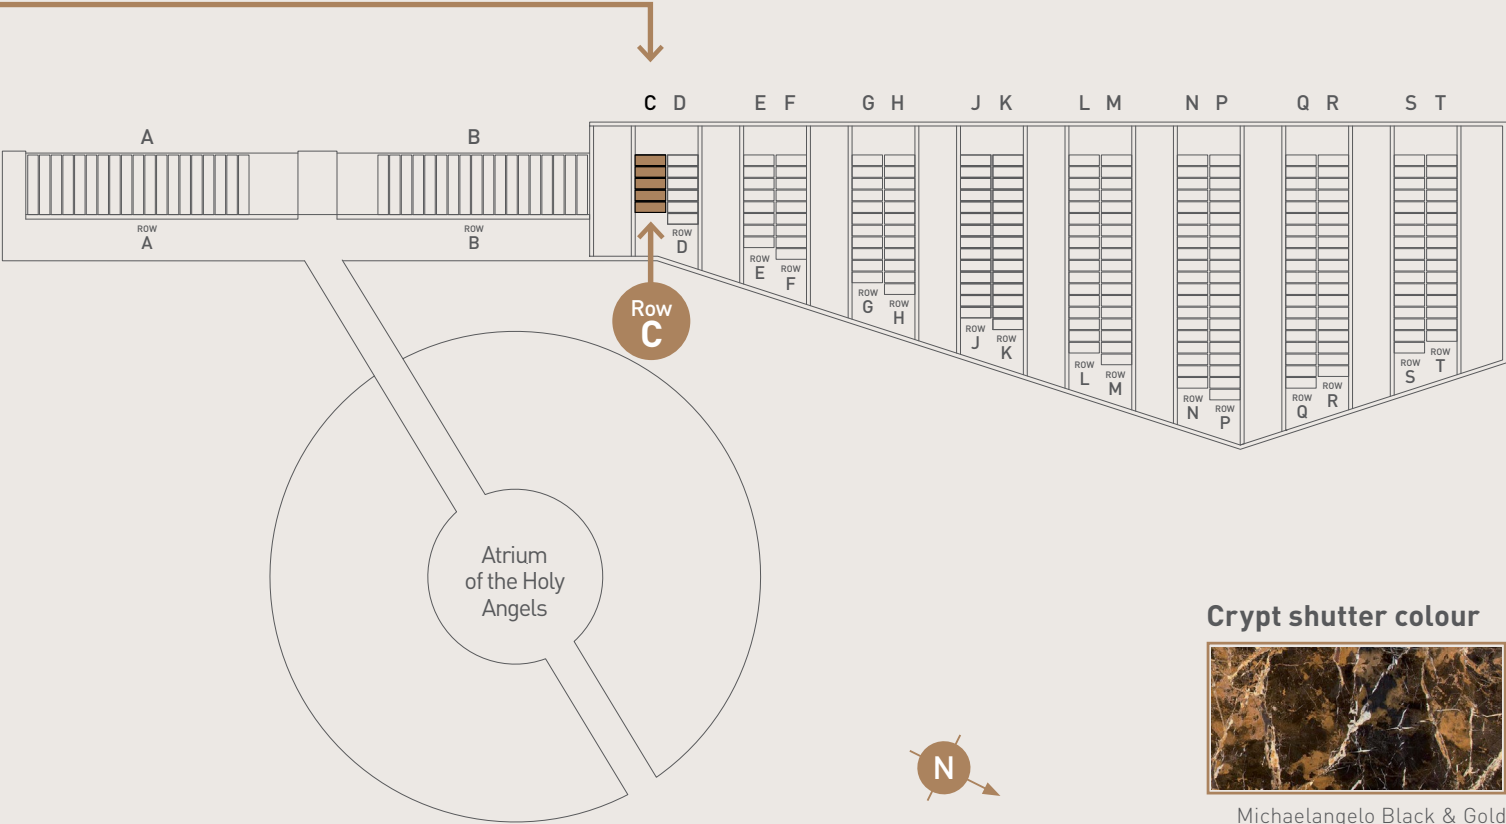 C D E F G H J K L M N P Q R S T
A B
ROW
A
ROW
B
Row
C
ROW
D
ROW
E
ROW
F
ROW
G
ROW
H
ROW
J
ROW
K
ROW
L
ROW
M
ROW
N
ROW
P
ROW
Q
ROW
R
ROW
S
ROW
T
Atrium
of the Holy
Angels
N
Crypt shutter colour
Michaelangelo Black & Gold